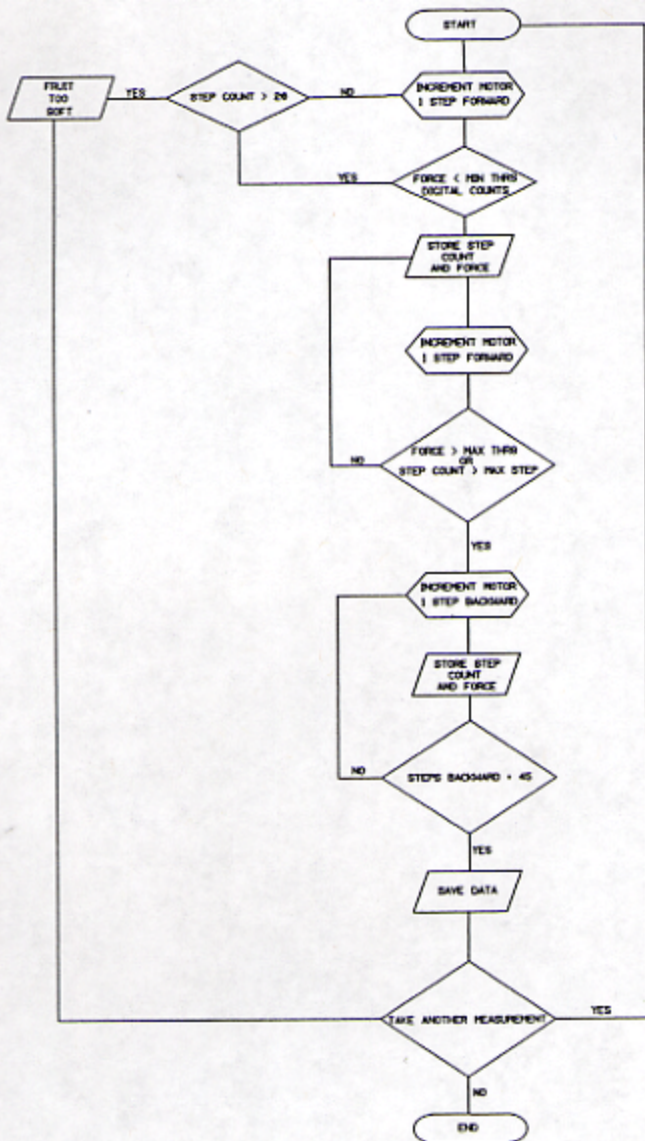 START
FRUIT
TOO
SOFT
YES
STEP COUNT > 20
NO
INCREMENT MOTOR
1 STEP FORWARD
YES
FORCE < MIN THRS
DIGITAL COUNTS
STORE STEP
COUNT
AND FORCE
INCREMENT MOTOR
1 STEP FORWARD
FORCE > MAX THRS
OR
STEP COUNT > MAX STEP
NO
YES
INCREMENT MOTOR
1 STEP BACKWARD
STORE STEP
COUNT
AND FORCE
NO
STEPS BACKWARD = 45
YES
SAVE DATA
TAKE ANOTHER MEASUREMENT
YES
NO
END